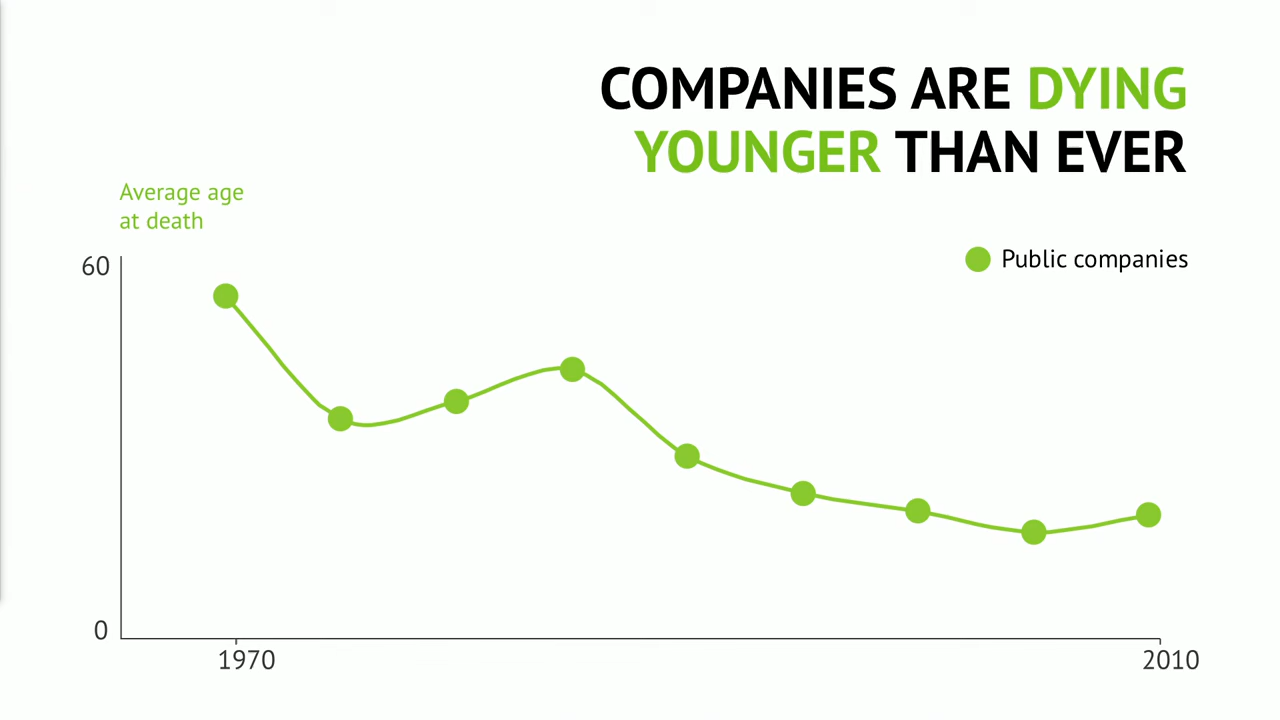 COMPANIES ARE DYING
YOUNGER THAN EVER
Average age
at death
60
Public companies
0
1970
2010